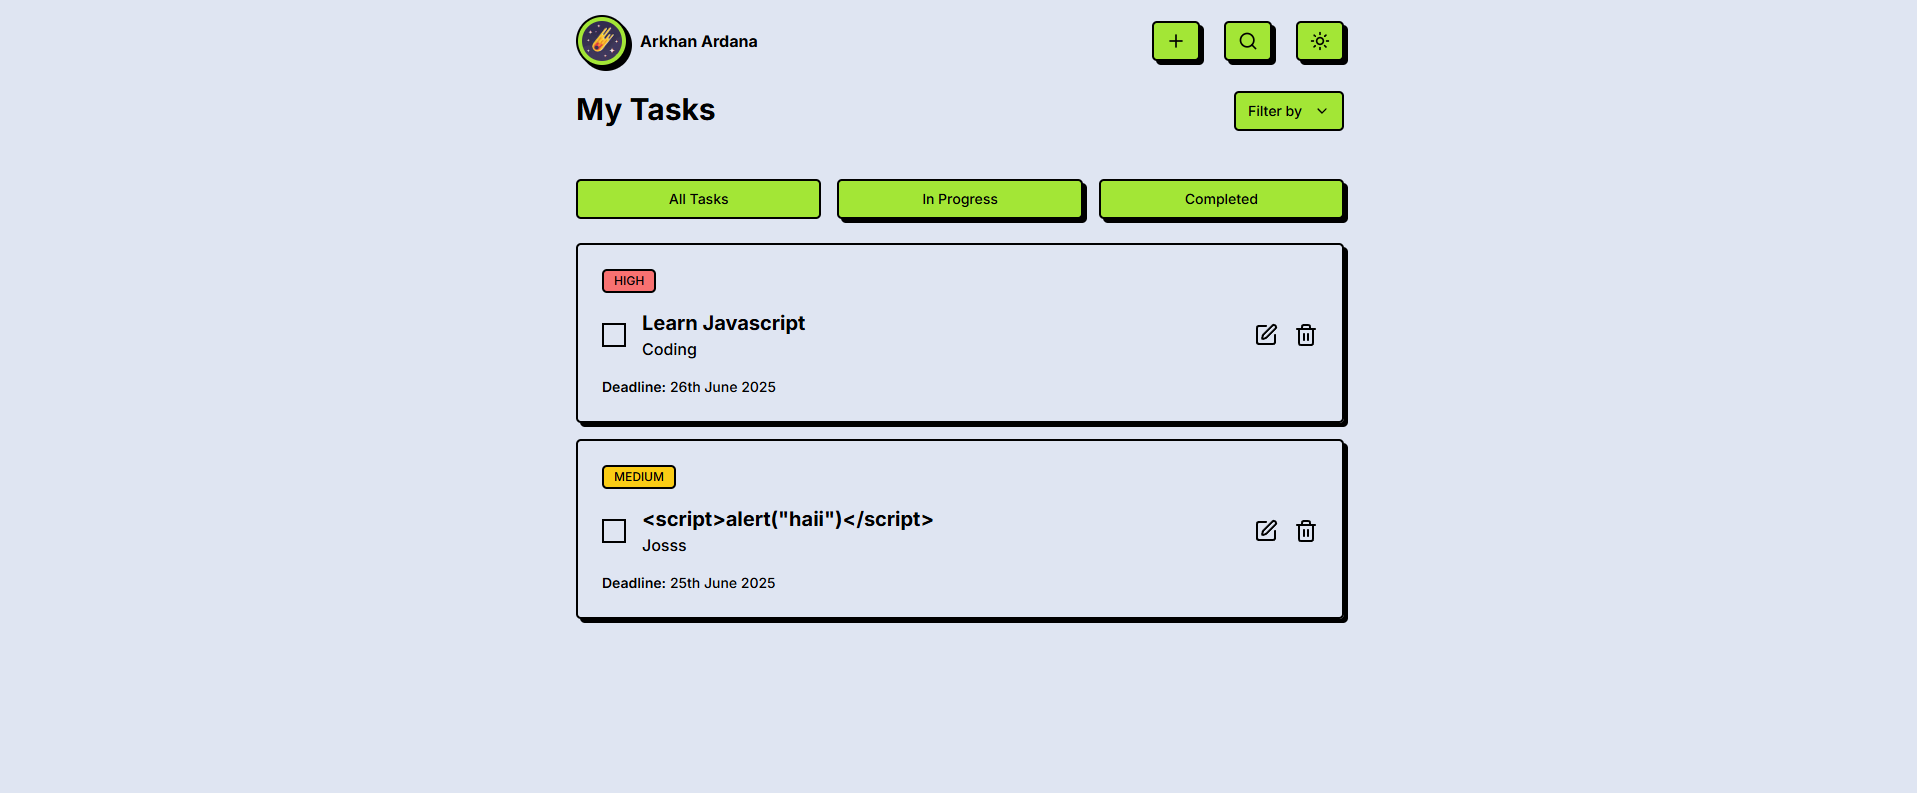 Arkhan Ardana
My Tasks
Filter by
All Tasks
In Progress
Completed
HIGH
Learn Javascript
Coding
Deadline: 26th June 2025
MEDIUM
<script>alert("haii")</script>
Josss
Deadline: 25th June 2025